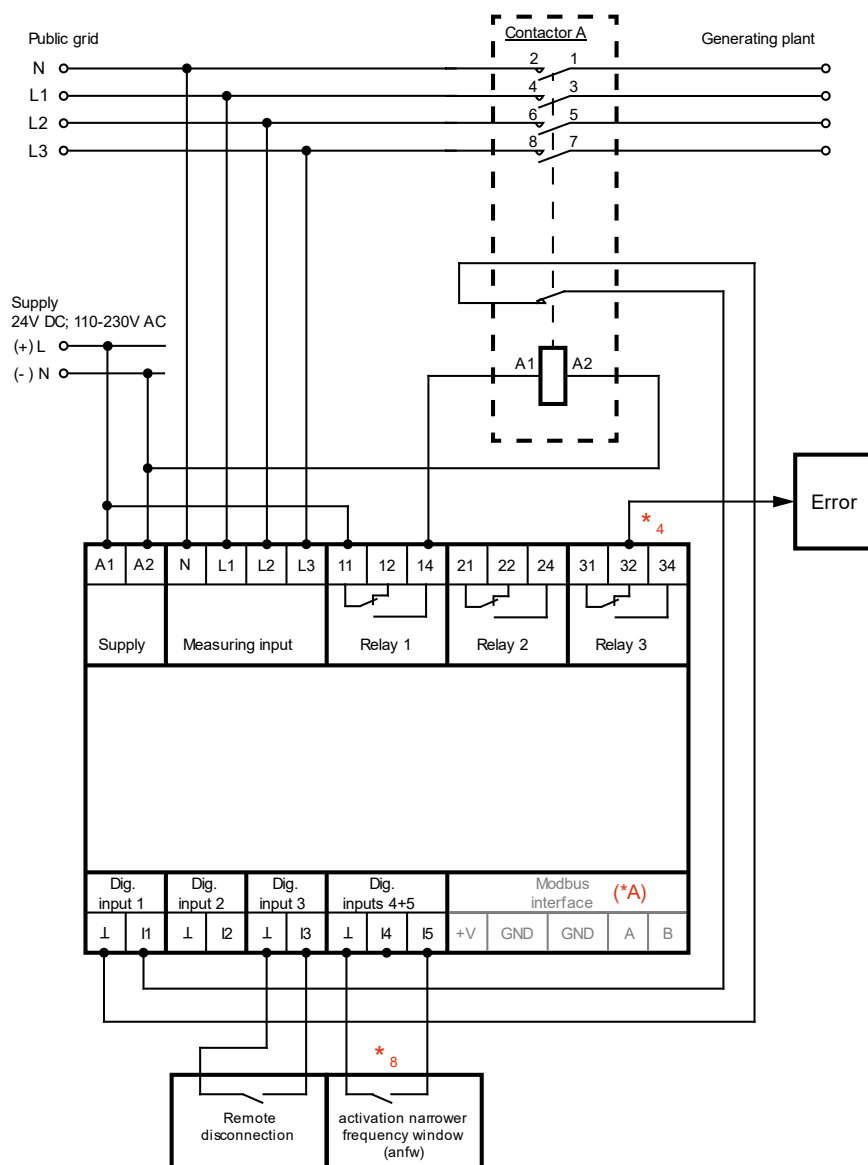 Public grid
Contactor A
Generating plant
N
2 1
L1
4 3
L2
6 5
L3
8 7
Supply
24V DC; 110-230V AC
(+) L
(-) N
A1 A2
Error
*4
A1 A2 N L1 L2 L3 11 12 14 21 22 24 31 32 34
Supply Measuring input Relay 1 Relay 2 Relay 3
Dig.
input 1
Dig.
input 2
Dig.
input 3
Dig.
inputs 4+5
Modbus
interface
(*A)
⊥ I1 ⊥ I2 ⊥ I3 ⊥ I4 I5 +V GND GND A B
*8
Remote
disconnection
activation narrower
frequency window
(anfw)